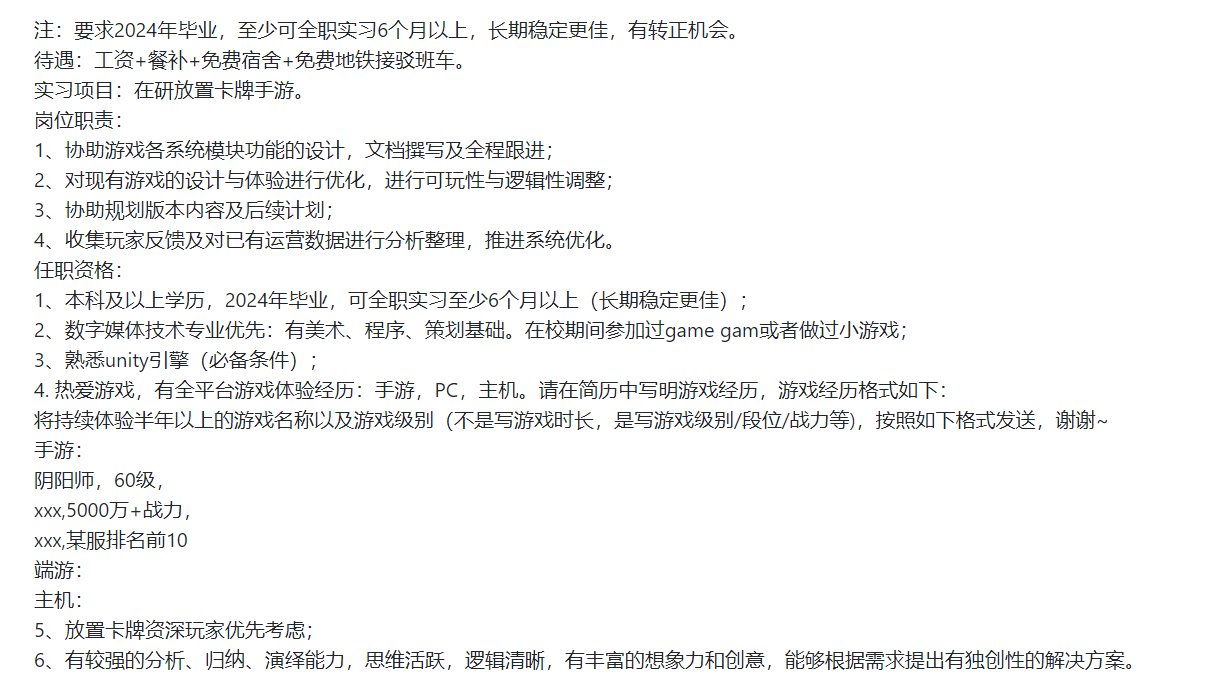 注：要求2024年毕业，至少可全职实习6个月以上，长期稳定更佳，有转正机会。
待遇：工资+餐补+免费宿舍+免费地铁接驳班车。
实习项目：在研放置卡牌手游。
岗位职责：
1、协助游戏各系统模块功能的设计，文档撰写及全程跟进；
2、对现有游戏的设计与体验进行优化，进行可玩性与逻辑性调整；
3、协助规划版本内容及后续计划；
4、收集玩家反馈及对已有运营数据进行分析整理，推进系统优化。
任职资格：
1、本科及以上学历，2024年毕业，可全职实习至少6个月以上（长期稳定更佳）；
2、数字媒体技术专业优先：有美术、程序、策划基础。在校期间参加过game gam或者做过小游戏；
3、熟悉unity引擎（必备条件）；
4. 热爱游戏，有全平台游戏体验经历：手游，PC，主机。请在简历中写明游戏经历，游戏经历格式如下：
将持续体验半年以上的游戏名称以及游戏级别（不是写游戏时长，是写游戏级别/段位/战力等)，按照如下格式发送，谢谢~
手游：
阴阳师，60级，
xxx,5000万+战力，
xxx,某服排名前10
端游：
主机：
5、放置卡牌资深玩家优先考虑；
6、有较强的分析、归纳、演绎能力，思维活跃，逻辑清晰，有丰富的想象力和创意，能够根据需求提出有独创性的解决方案。